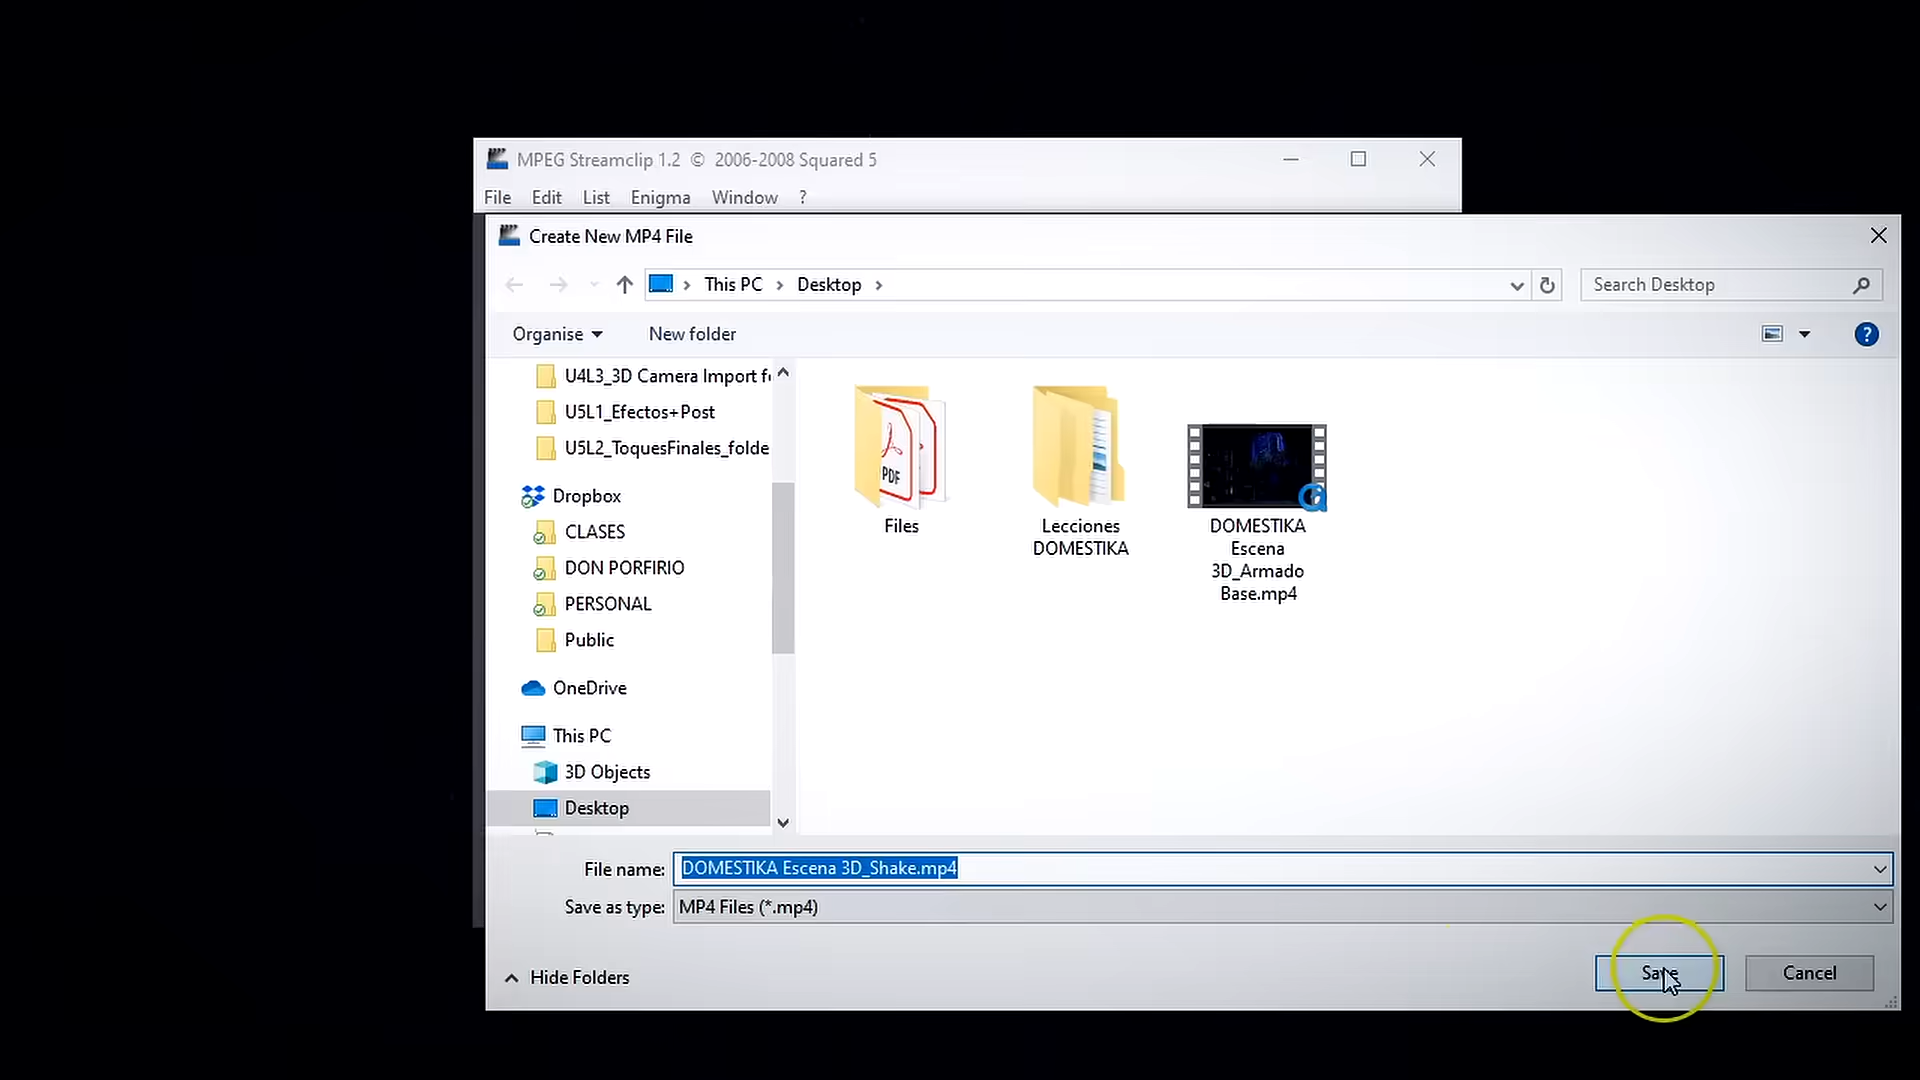 MPEG Streamclip 1.2 © 2006-2008 Squared 5
File Edit List Enigma Window ?
Create New MP4 File
This PC Desktop
Search Desktop
Organise New folder
U4L3_3D Camera Import f
U5L1_Efectos+Post
U5L2_ToquesFinales_folde
Dropbox
CLASES
DON PORFIRIO
PERSONAL
Public
OneDrive
This PC
3D Objects
Desktop
PDF
Files
Lecciones
DOMESTIKA
DOMESTIKA
Escena
3D_Armado
Base.mp4
File name: DOMESTIKA Escena 3D_Shake.mp4
Save as type: MP4 Files (*.mp4)
Hide Folders
Save Cancel